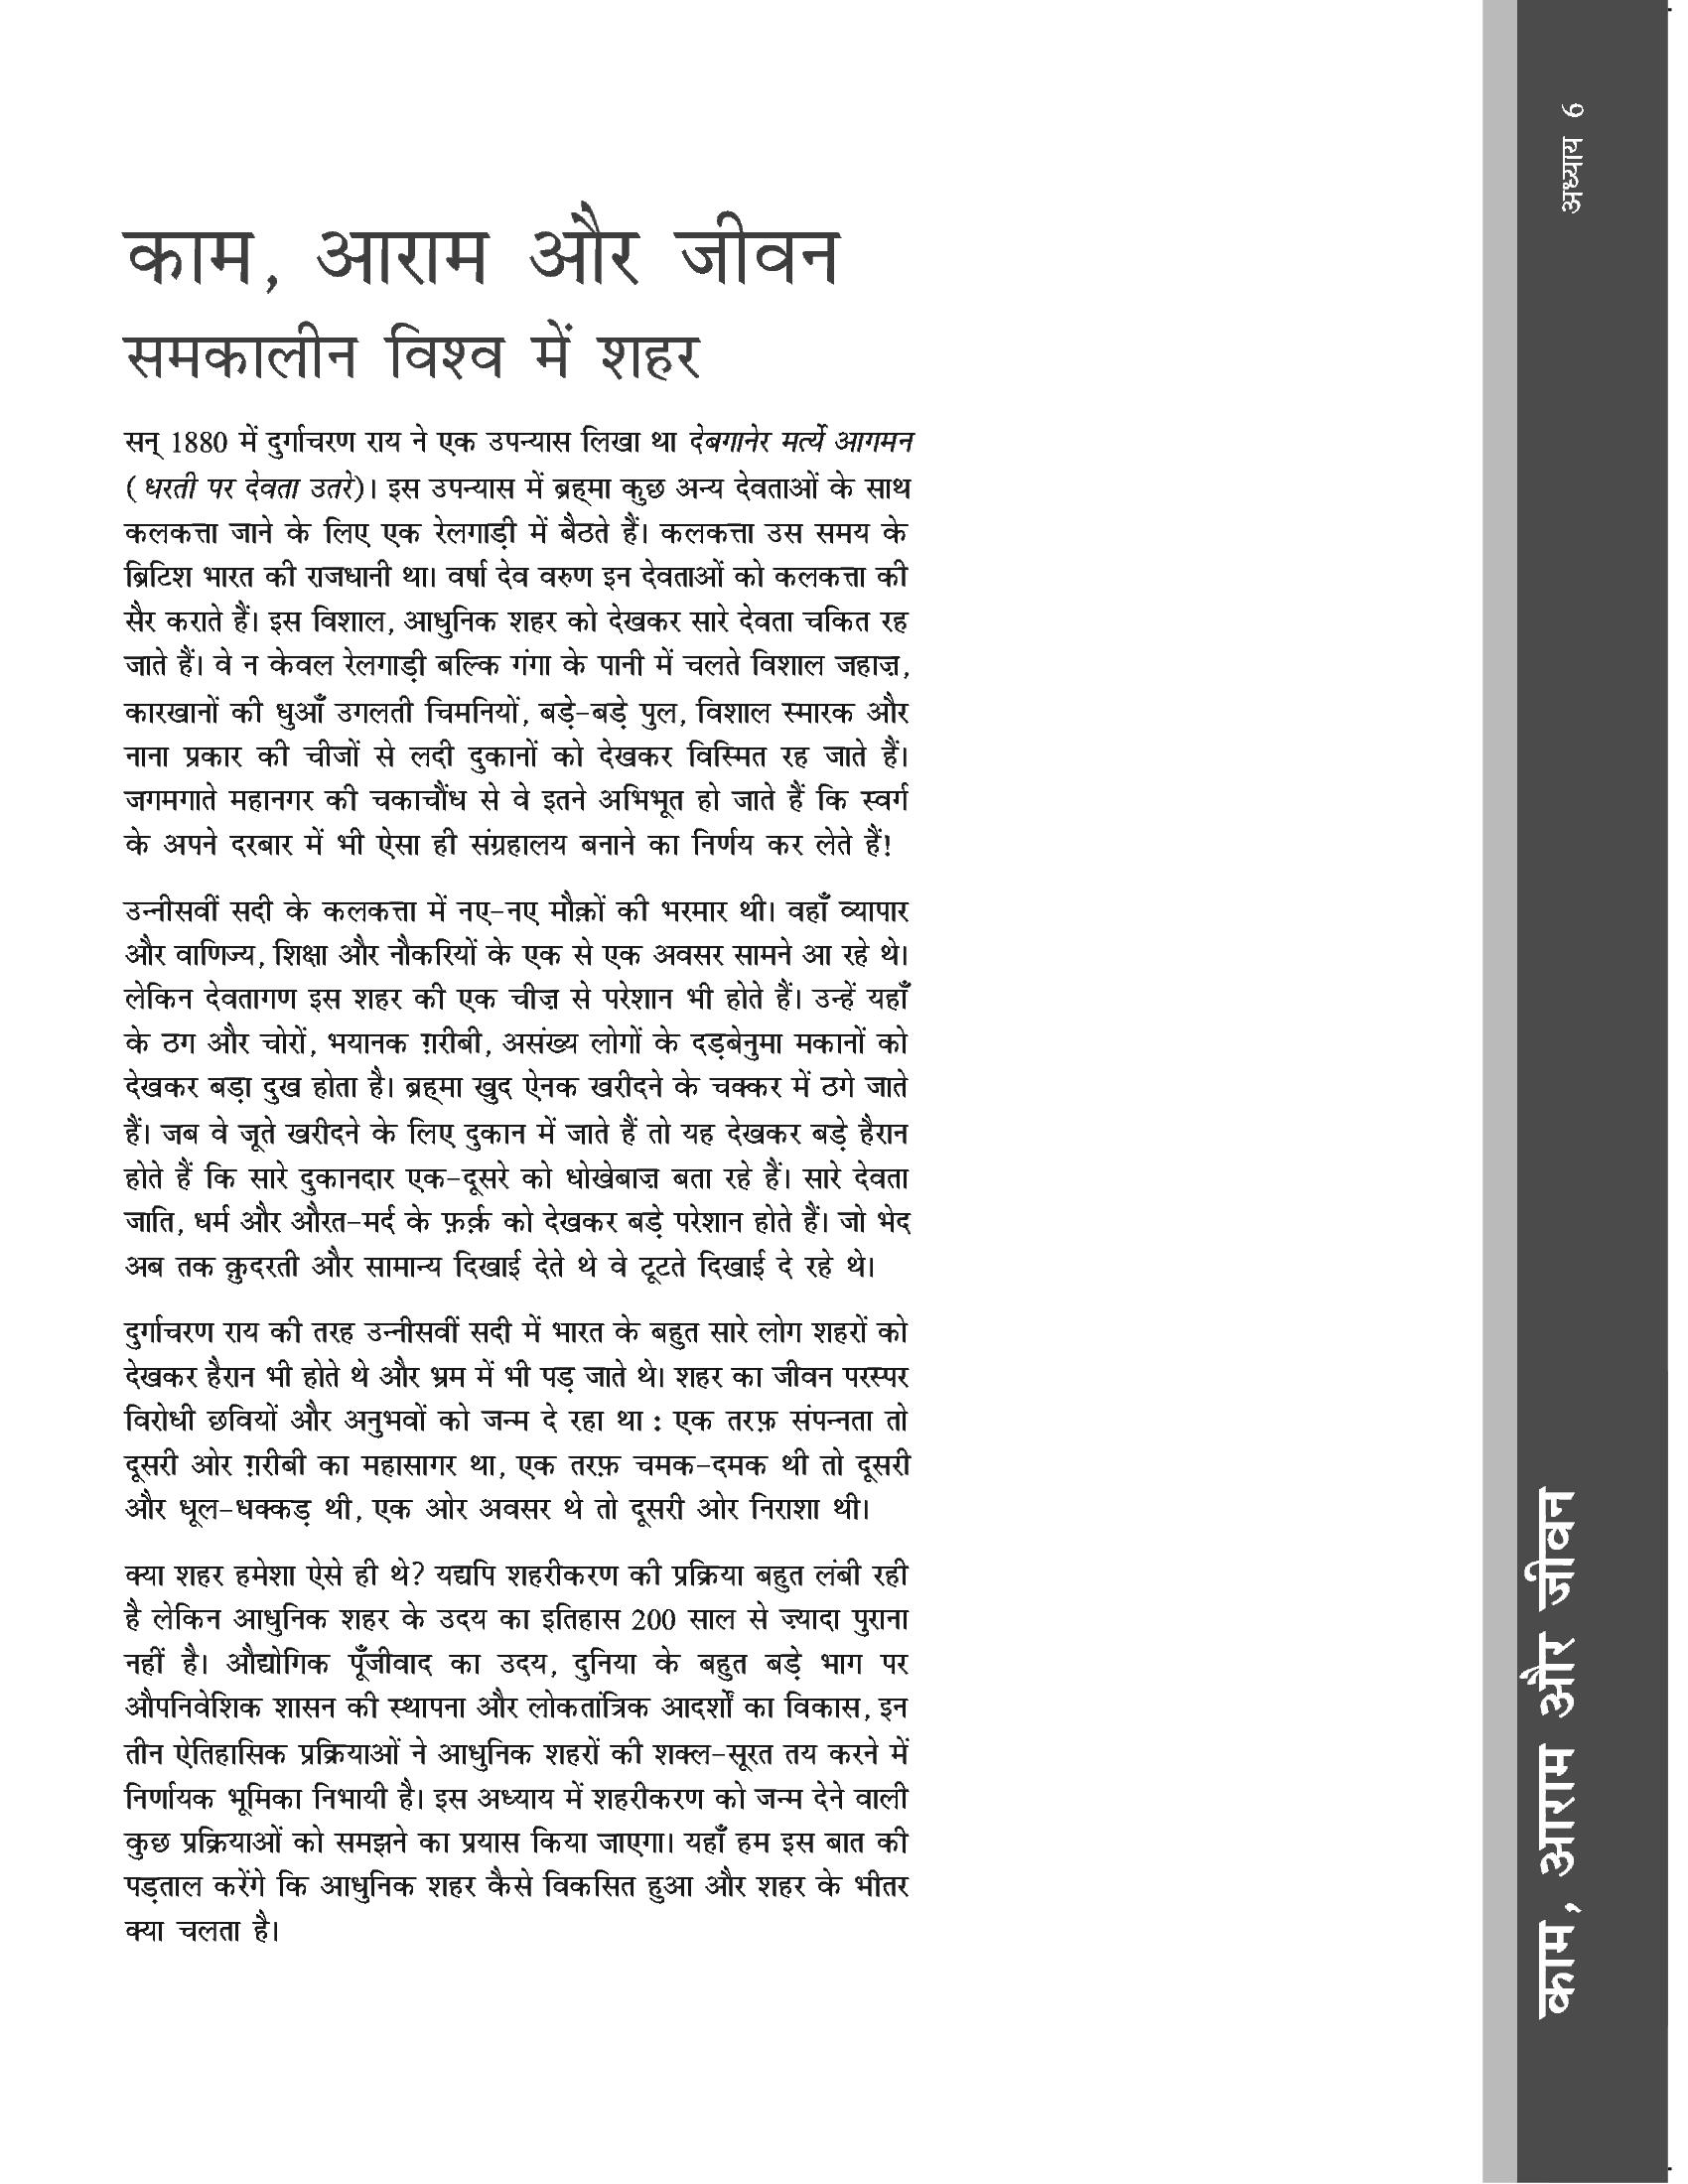 काम, आराम और जीवन
समकालीन विश्व में शहर
सन् 1880 में दुर्गाचरण राय ने एक उपन्यास लिखा था देबगानेर मर्त्ये आगमन
(धरती पर देवता उतरे)। इस उपन्यास में ब्रह्मा कुछ अन्य देवताओं के साथ
कलकत्ता जाने के लिए एक रेलगाड़ी में बैठते हैं। कलकत्ता उस समय के
ब्रिटिश भारत की राजधानी था। वर्षा देव वरुण इन देवताओं को कलकत्ता की
सैर कराते हैं। इस विशाल, आधुनिक शहर को देखकर सारे देवता चकित रह
जाते हैं। वे न केवल रेलगाड़ी बल्कि गंगा के पानी में चलते विशाल जहाज़,
कारखानों की धुआँ उगलती चिमनियों, बड़े-बड़े पुल, विशाल स्मारक और
नाना प्रकार की चीजों से लदी दुकानों को देखकर विस्मित रह जाते हैं।
जगमगाते महानगर की चकाचौंध से वे इतने अभिभूत हो जाते हैं कि स्वर्ग
के अपने दरबार में भी ऐसा ही संग्रहालय बनाने का निर्णय कर लेते हैं!
उन्नीसवीं सदी के कलकत्ता में नए-नए मौक़ों की भरमार थी। वहाँ व्यापार
और वाणिज्य, शिक्षा और नौकरियों के एक से एक अवसर सामने आ रहे थे।
लेकिन देवतागण इस शहर की एक चीज़ से परेशान भी होते हैं। उन्हें यहाँ
के ठग और चोरों, भयानक ग़रीबी, असंख्य लोगों के दड़बेनुमा मकानों को
देखकर बड़ा दुख होता है। ब्रह्मा खुद ऐनक खरीदने के चक्कर में ठगे जाते
हैं। जब वे जूते खरीदने के लिए दुकान में जाते हैं तो यह देखकर बड़े हैरान
होते हैं कि सारे दुकानदार एक-दूसरे को धोखेबाज़ बता रहे हैं। सारे देवता
जाति, धर्म और औरत-मर्द के फ़र्क़ को देखकर बड़े परेशान होते हैं। जो भेद
अब तक क़ुदरती और सामान्य दिखाई देते थे वे टूटते दिखाई दे रहे थे।
दुर्गाचरण राय की तरह उन्नीसवीं सदी में भारत के बहुत सारे लोग शहरों को
देखकर हैरान भी होते थे और भ्रम में भी पड़ जाते थे। शहर का जीवन परस्पर
विरोधी छवियों और अनुभवों को जन्म दे रहा था : एक तरफ़ संपन्नता तो
दूसरी ओर ग़रीबी का महासागर था, एक तरफ़ चमक-दमक थी तो दूसरी
और धूल-धक्कड़ थी, एक ओर अवसर थे तो दूसरी ओर निराशा थी।
क्या शहर हमेशा ऐसे ही थे? यद्यपि शहरीकरण की प्रक्रिया बहुत लंबी रही
है लेकिन आधुनिक शहर के उदय का इतिहास 200 साल से ज़्यादा पुराना
नहीं है। औद्योगिक पूँजीवाद का उदय, दुनिया के बहुत बड़े भाग पर
औपनिवेशिक शासन की स्थापना और लोकतांत्रिक आदर्शों का विकास, इन
तीन ऐतिहासिक प्रक्रियाओं ने आधुनिक शहरों की शक्ल-सूरत तय करने में
निर्णायक भूमिका निभायी है। इस अध्याय में शहरीकरण को जन्म देने वाली
कुछ प्रक्रियाओं को समझने का प्रयास किया जाएगा। यहाँ हम इस बात की
पड़ताल करेंगे कि आधुनिक शहर कैसे विकसित हुआ और शहर के भीतर
क्या चलता है।
अध्याय 6
काम, आराम और जीवन